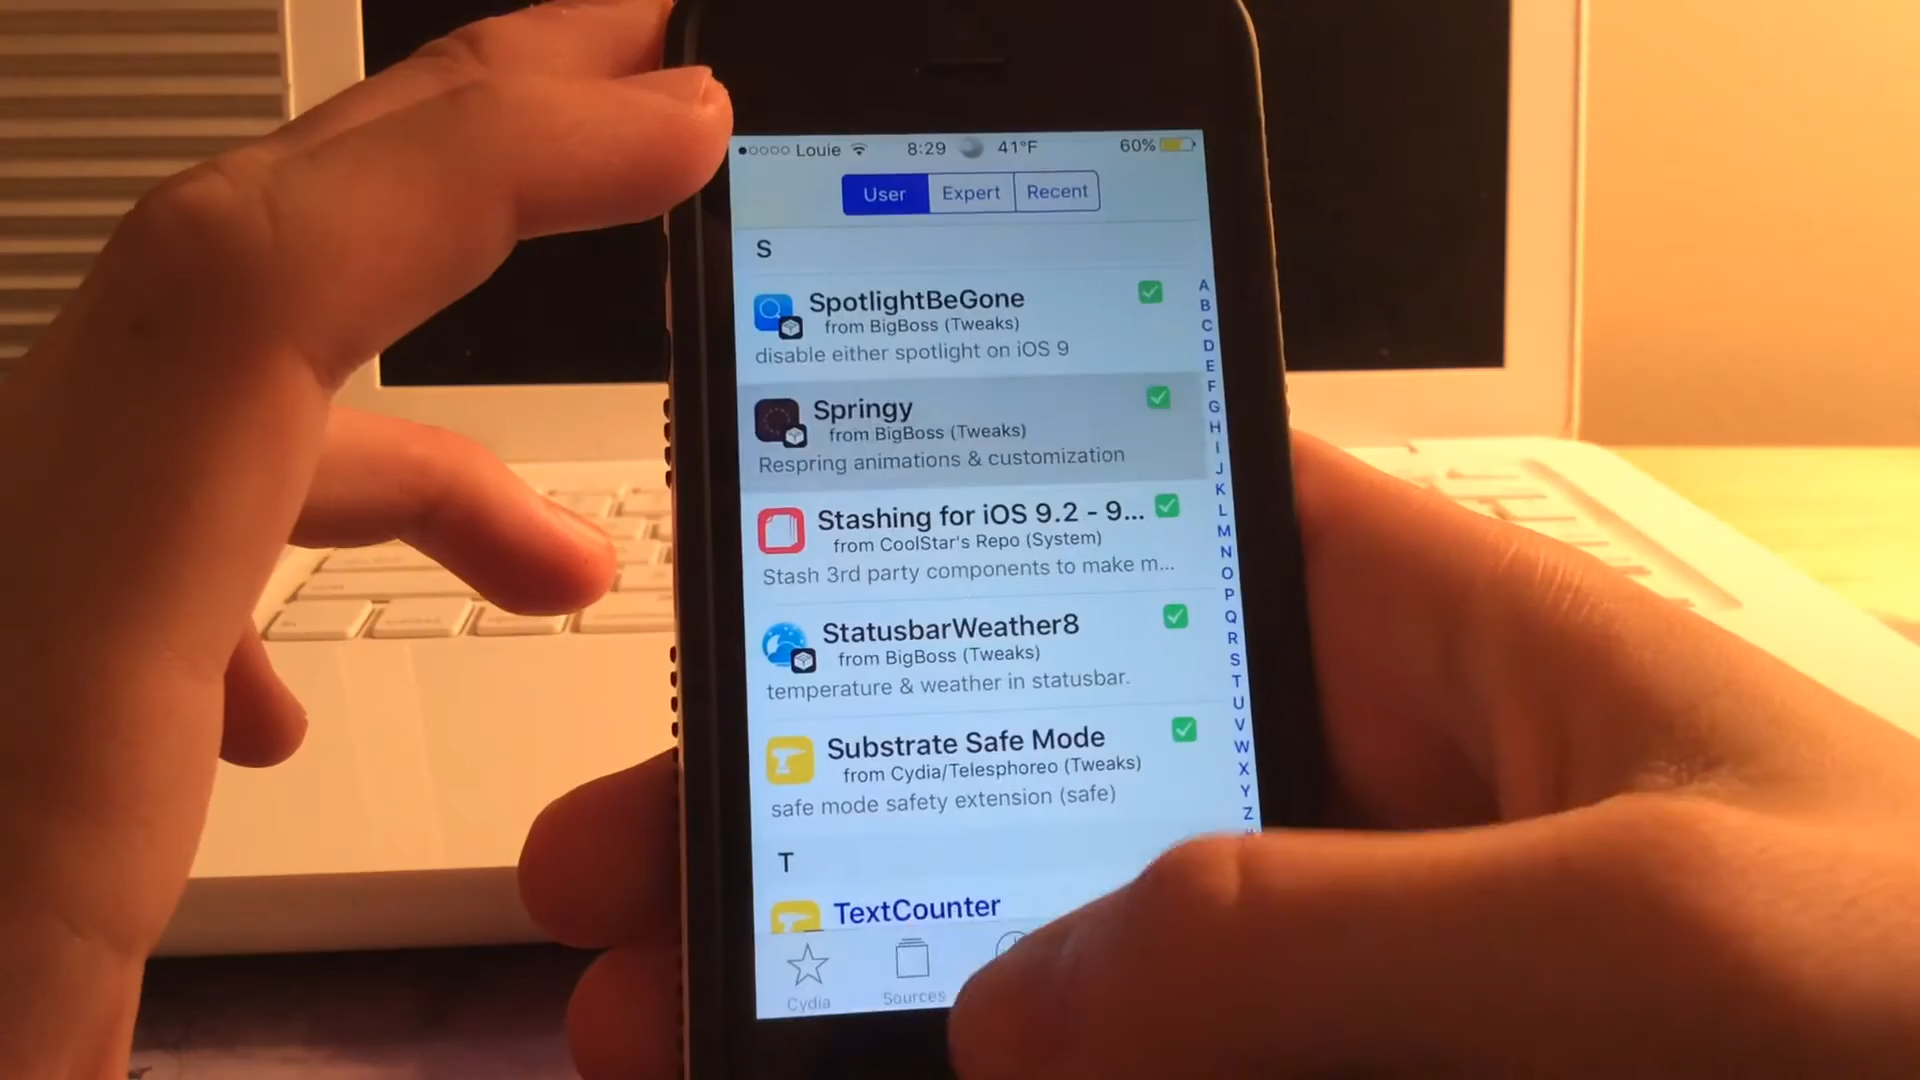 Louie 8:29 41°F 60%
User Expert Recent
S
SpotlightBeGone
from BigBoss (Tweaks)
disable either spotlight on iOS 9
Springy
from BigBoss (Tweaks)
Respring animations & customization
Stashing for iOS 9.2 - 9...
from CoolStar's Repo (System)
Stash 3rd party components to make m...
StatusbarWeather8
from BigBoss (Tweaks)
temperature & weather in statusbar.
Substrate Safe Mode
from Cydia/Telesphoreo (Tweaks)
safe mode safety extension (safe)
T
TextCounter
Cydia Sources
A
B
C
D
E
F
G
H
I
J
K
L
M
N
O
P
Q
R
S
T
U
V
W
X
Y
Z